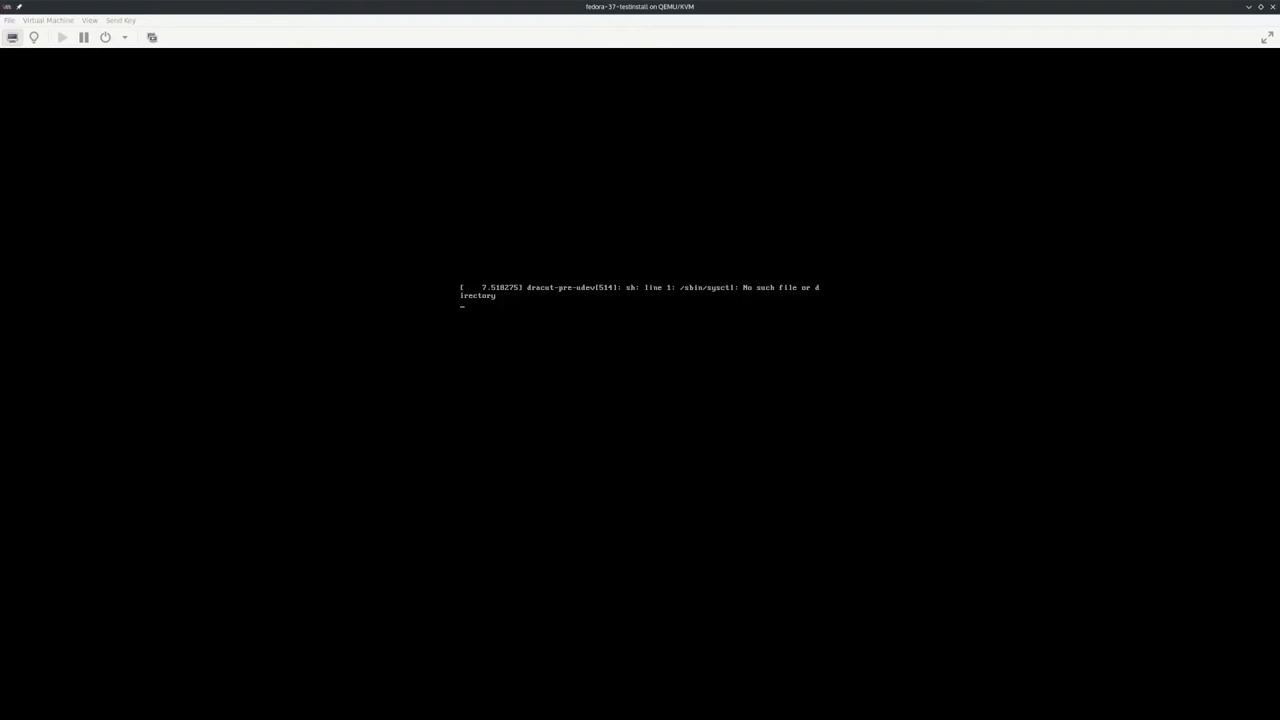 fedora-37-testinstall on QEMU/KVM
File Virtual Machine View Send Key
[    7.510275] dracut-pre-udev[514]: sh: line 1: /sbin/sysctl: No such file or d
irectory